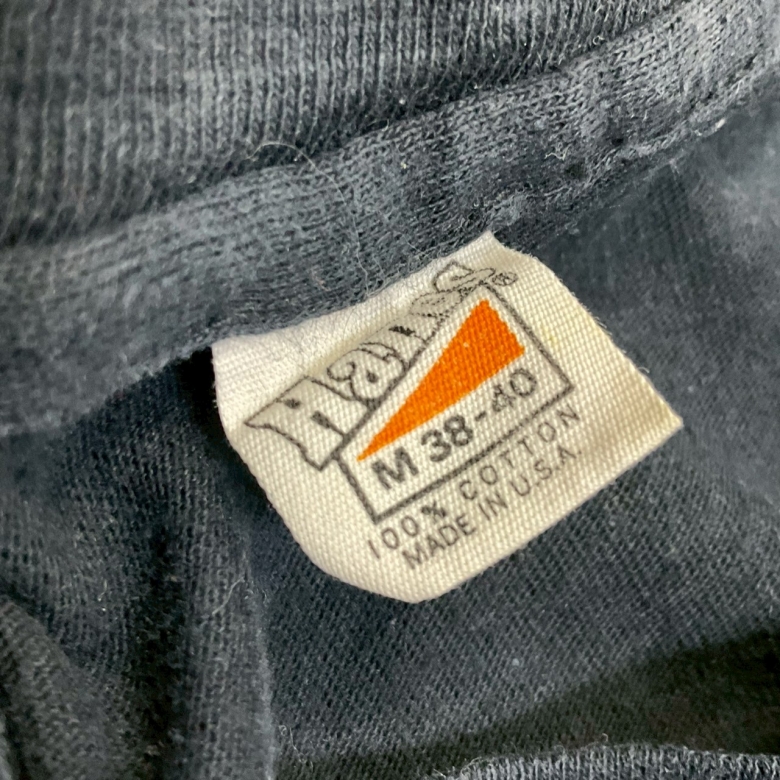 Hanes®
M 38-40
100% COTTON
MADE IN U.S.A.